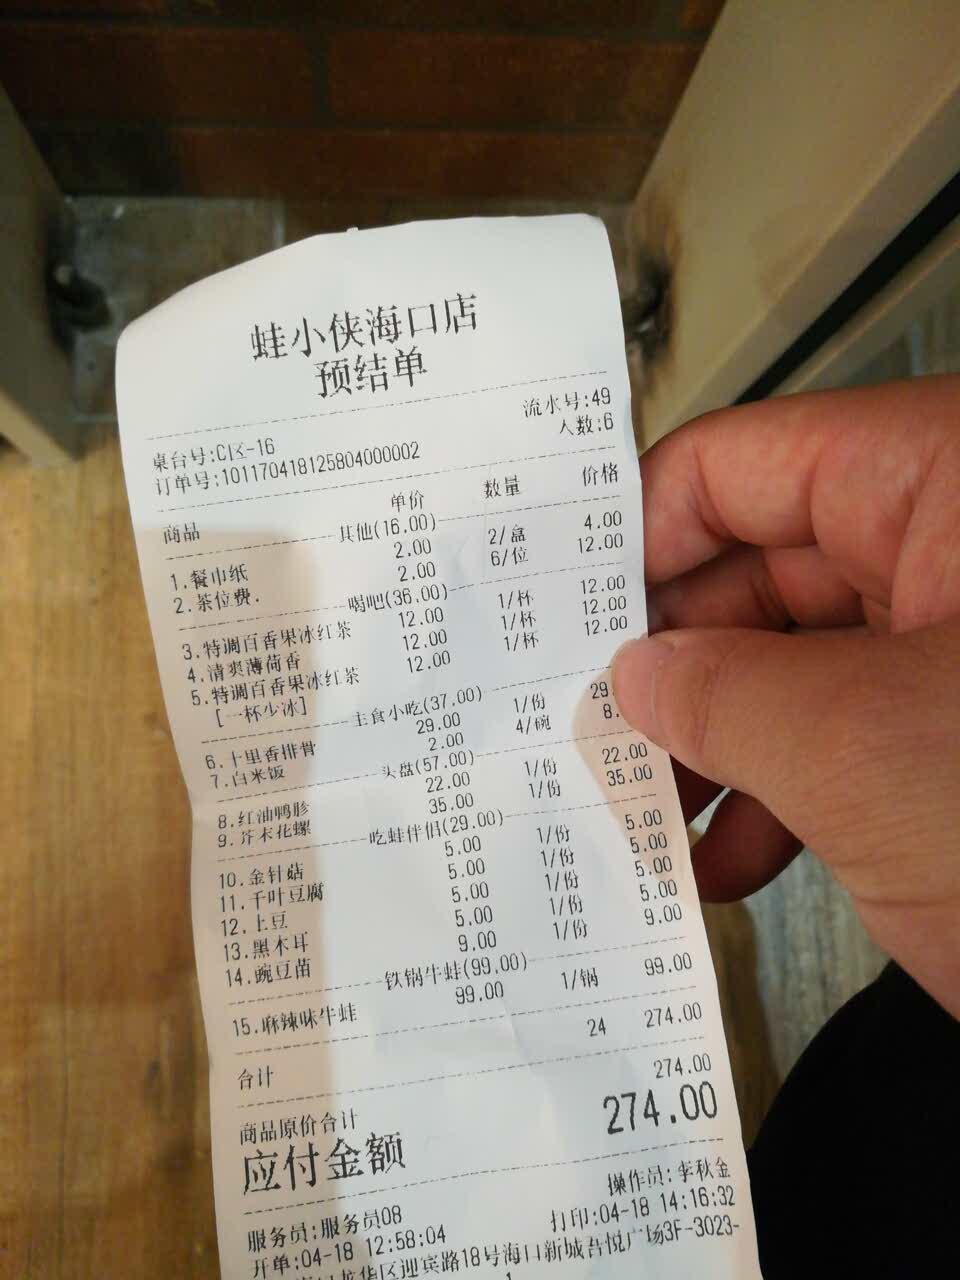 蛙小侠海口店
预结单
流水号:49
桌台号:C区-16 人数:6
订单号:101170418125804000002
商品 单价 数量 价格
其他(16.00)
1.餐巾纸 2.00 2/盒 4.00
2.茶位费. 2.00 6/位 12.00
喝吧(36.00)
3.特调百香果冰红茶 12.00 1/杯 12.00
4.清爽薄荷香 12.00 1/杯 12.00
5.特调百香果冰红茶 12.00 1/杯 12.00
[一杯少冰]
主食小吃(37.00)
6.十里香排骨 29.00 1/份 29.
7.白米饭 2.00 4/碗 8.
头盘(57.00)
8.红油鸭胗 22.00 1/份 22.00
9.芥末花螺 35.00 1/份 35.00
吃蛙伴侣(29.00)
10.金针菇 5.00 1/份 5.00
11.千叶豆腐 5.00 1/份 5.00
12.土豆 5.00 1/份 5.00
13.黑木耳 5.00 1/份 5.00
14.豌豆苗 9.00 1/份 9.00
铁锅牛蛙(99.00)
15.麻辣味牛蛙 99.00 1/锅 99.00
合计 24 274.00
商品原价合计 274.00
应付金额 274.00
服务员:服务员08 操作员:李秋金
开单:04-18 12:58:04 打印:04-18 14:16:32
华区迎宾路18号海口新城吾悦广场3F-3023-